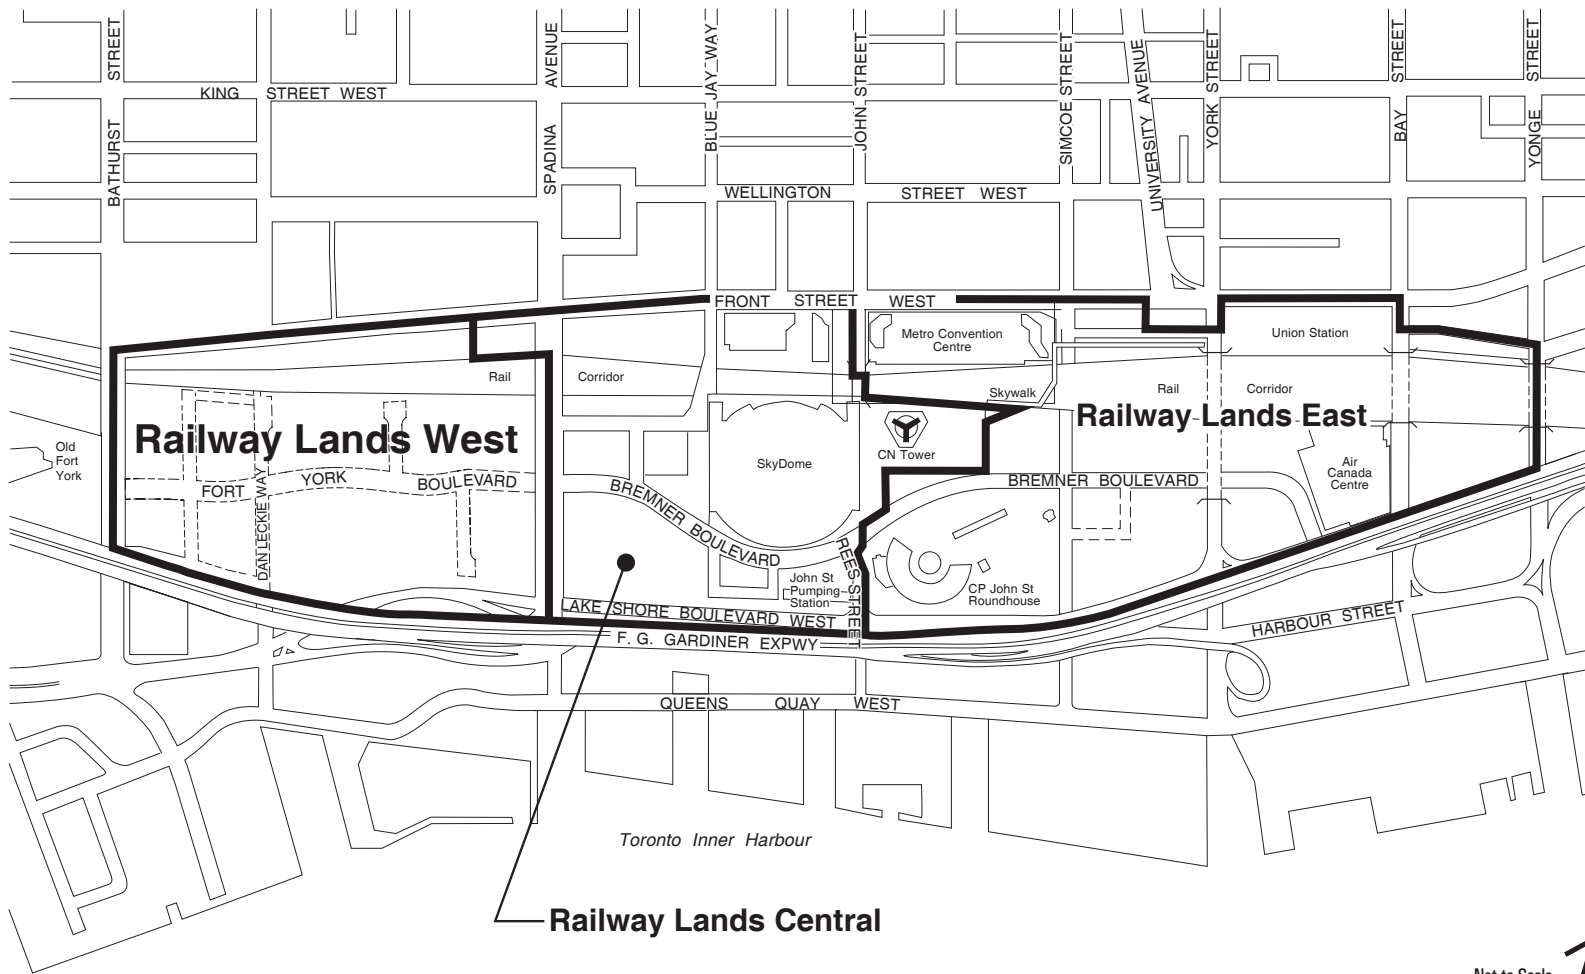 STREET
BATHURST
AVENUE
SPADINA
BLUE JAY WAY
JOHN STREET
SIMCOE STREET
UNIVERSITY AVENUE
YORK STREET
STREET
BAY
STREET
YONGE
KING STREET WEST
WELLINGTON STREET WEST
FRONT STREET WEST
Metro Convention
Centre
Union Station
Rail
Corridor
Skywalk
Rail
Corridor
Railway Lands West
Railway Lands East
Old
Fort
York
CN Tower
SkyDome
Air
Canada
Centre
FORT YORK BOULEVARD
DAN LECKIE WAY
BREMNER BOULEVARD
BREMNER BOULEVARD
REES STREET
John St
Pumping
Station
CP John St
Roundhouse
LAKE SHORE BOULEVARD WEST
F. G. GARDINER EXPWY
HARBOUR STREET
QUEENS QUAY WEST
Toronto Inner Harbour
Railway Lands Central
Not to Scale